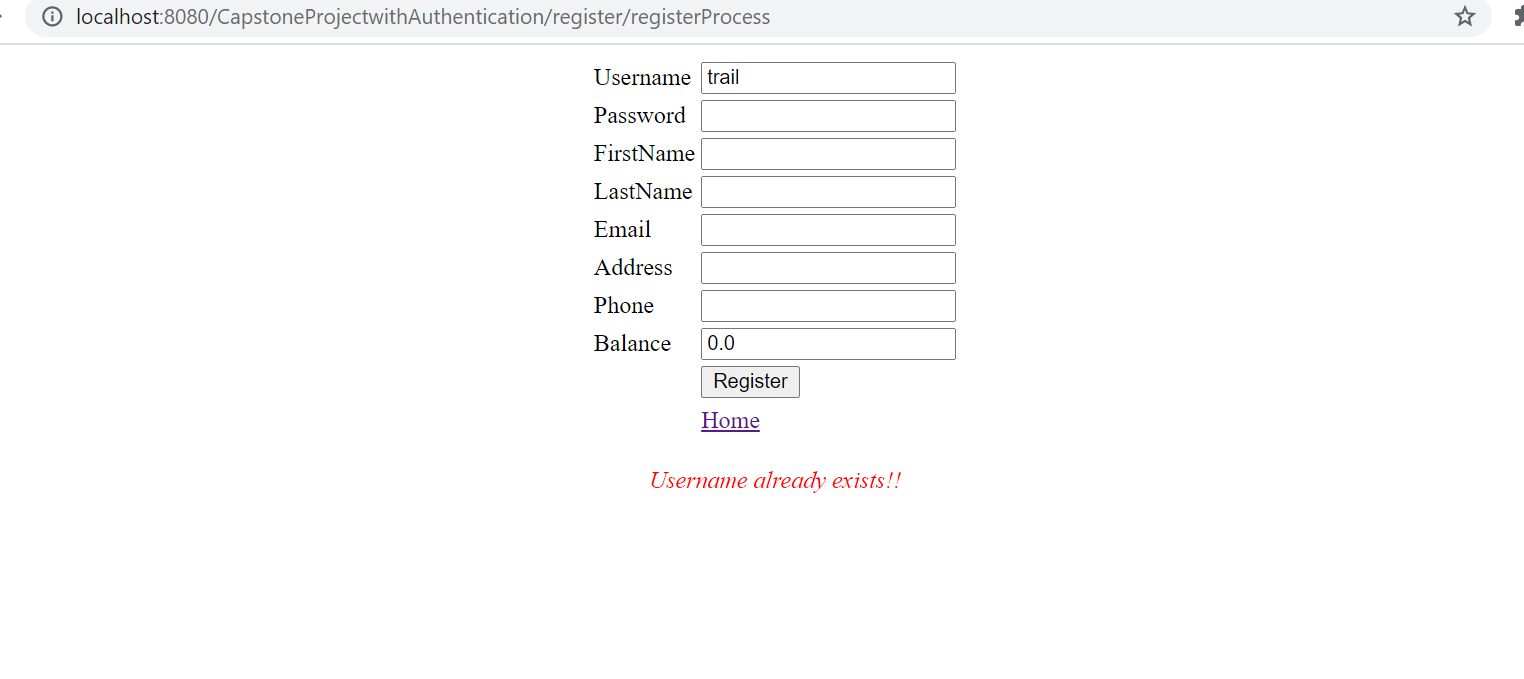 localhost:8080/CapstoneProjectwithAuthentication/register/registerProcess
Username trail
Password
FirstName
LastName
Email
Address
Phone
Balance 0.0
Register
Home
Username already exists!!